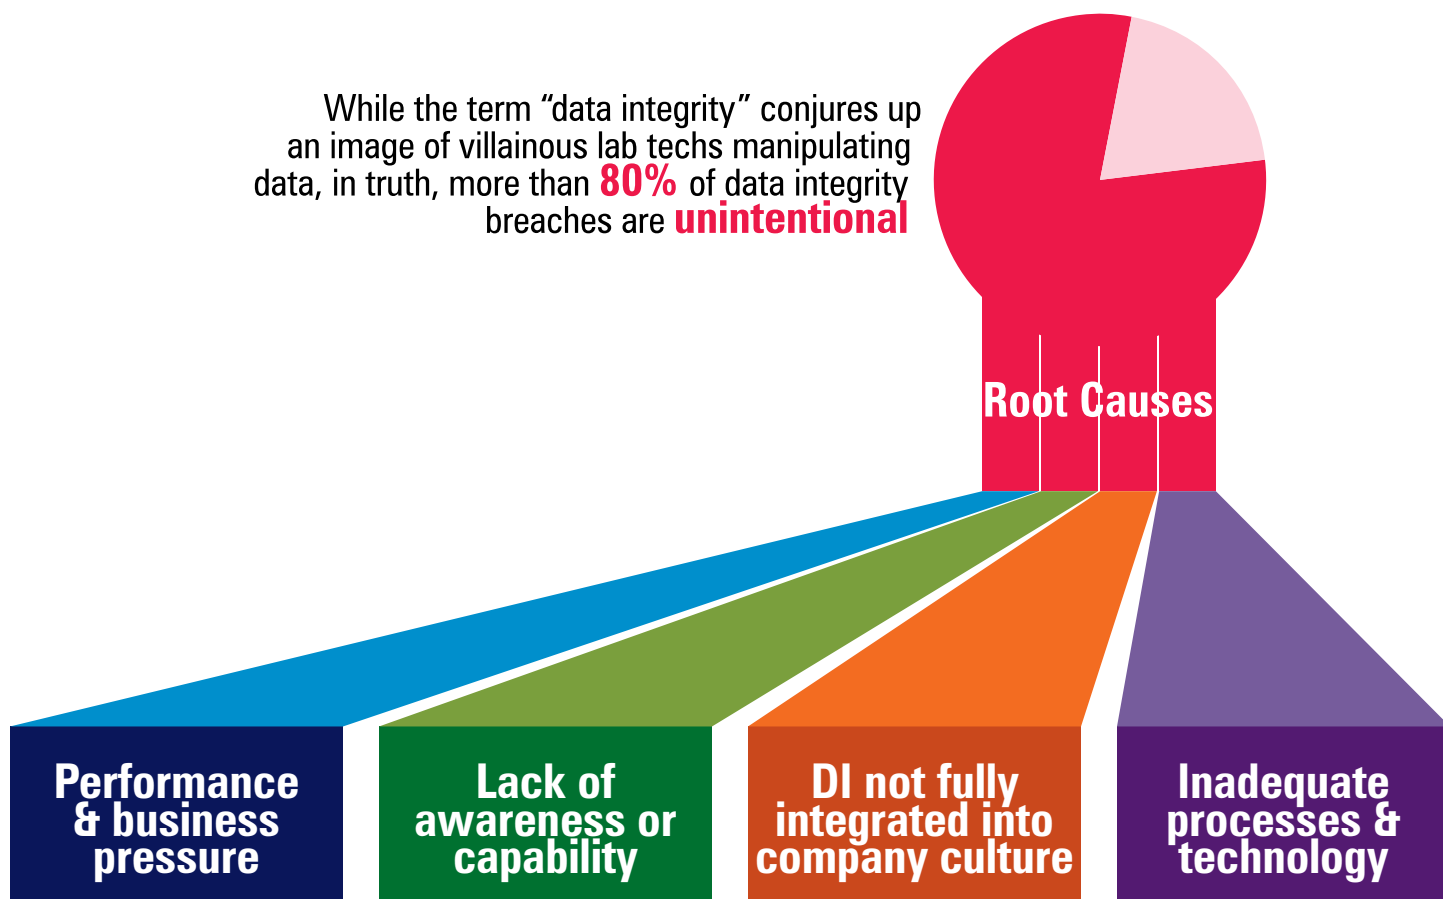 While the term “data integrity” conjures up
an image of villainous lab techs manipulating
data, in truth, more than 80% of data integrity
breaches are unintentional
Root Causes
Performance
& business
pressure
Lack of
awareness or
capability
DI not fully
integrated into
company culture
Inadequate
processes &
technology